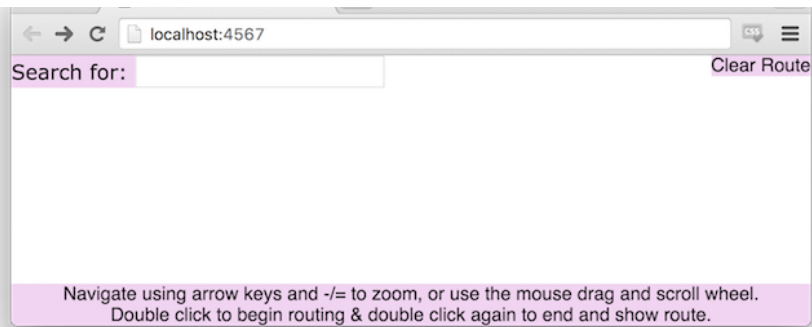 localhost:4567
Search for:
Clear Route
Navigate using arrow keys and -/= to zoom, or use the mouse drag and scroll wheel.
Double click to begin routing & double click again to end and show route.